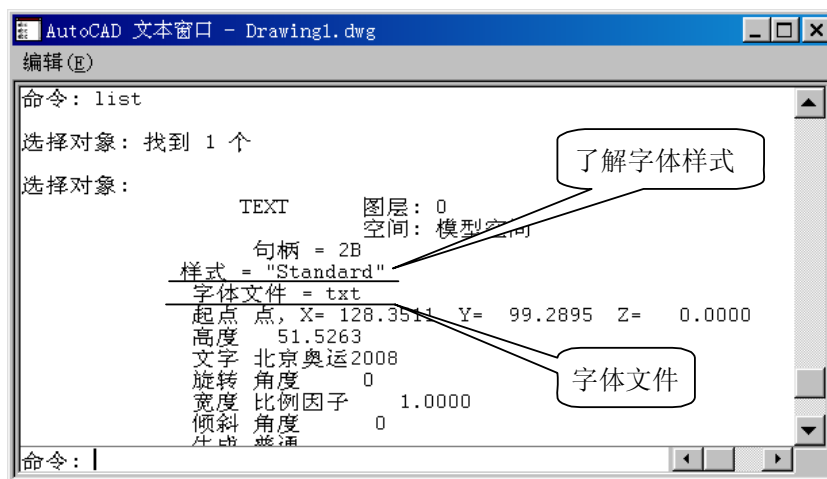 AutoCAD 文本窗口 - Drawing1.dwg
编辑(E)
命令: list
选择对象: 找到 1 个
选择对象:
TEXT 图层: 0
空间: 模型空间
句柄 = 2B
样式 = "Standard"
字体文件 = txt
起点 点, X= 128.3511 Y= 99.2895 Z= 0.0000
高度 51.5263
文字 北京奥运2008
旋转 角度 0
宽度 比例因子 1.0000
倾斜 角度 0
生成 普通
命令:
了解字体样式
字体文件